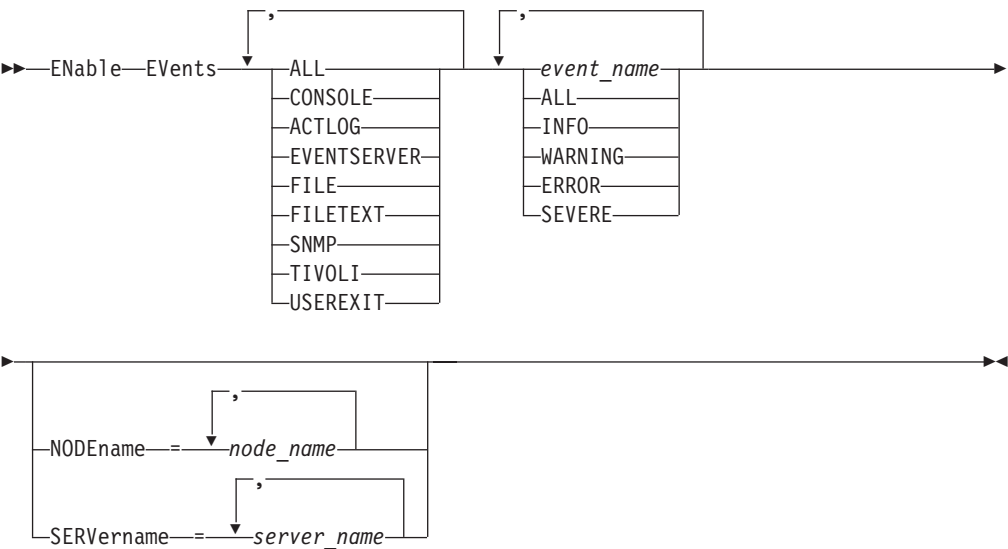 ,
,
ENable EVents ALL event_name
CONSOLE ALL
ACTLOG INFO
EVENTSERVER WARNING
FILE ERROR
FILETEXT SEVERE
SNMP
TIVOLI
USEREXIT
,
NODEname = node_name
,
SERVername = server_name